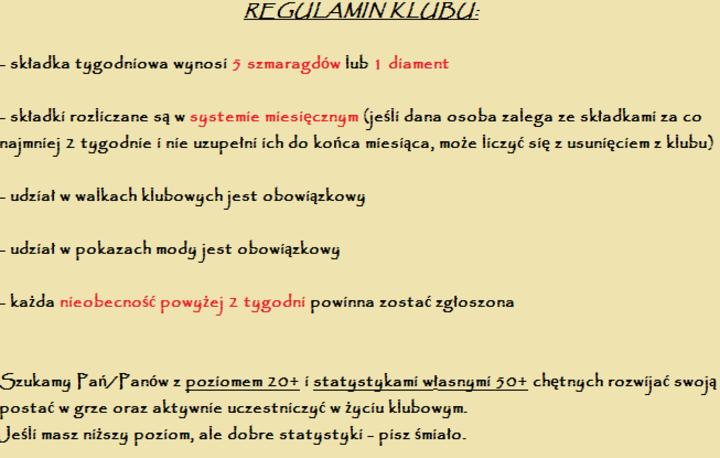 REGULAMIN KLUBU:
- składka tygodniowa wynosi 5 szmaragdów lub 1 diament
- składki rozliczane są w systemie miesięcznym (jeśli dana osoba zalega ze składkami za co
najmniej 2 tygodnie i nie uzupełni ich do końca miesiąca, może liczyć się z usunięciem z klubu)
- udział w walkach klubowych jest obowiązkowy
- udział w pokazach mody jest obowiązkowy
- każda nieobecność powyżej 2 tygodni powinna zostać zgłoszona
Szukamy Pań/Panów z poziomem 20+ i statystykami własnymi 50+ chętnych rozwijać swoją
postać w grze oraz aktywnie uczestniczyć w życiu klubowym.
Jeśli masz niższy poziom, ale dobre statystyki - pisz śmiało.